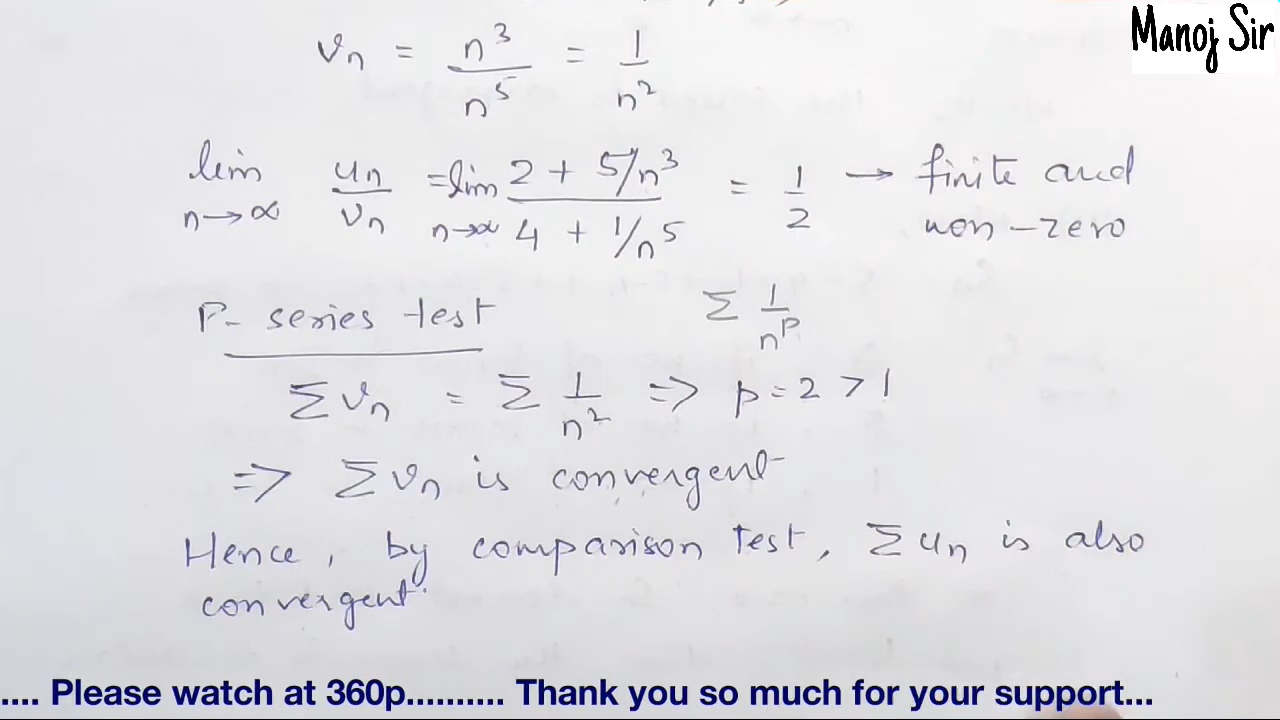 Manoj Sir
vn = n³/n⁵ = 1/n²
lim n→∞ un/vn = lim n→∞ (2 + 5/n³)/(4 + 1/n⁵) = 1/2 → finite and
non-zero
P- series test Σ 1/n^p
Σ vn = Σ 1/n² ⇒ p = 2 > 1
⇒ Σ vn is convergent
Hence, by comparison test, Σ un is also
convergent.
.... Please watch at 360p.......... Thank you so much for your support...